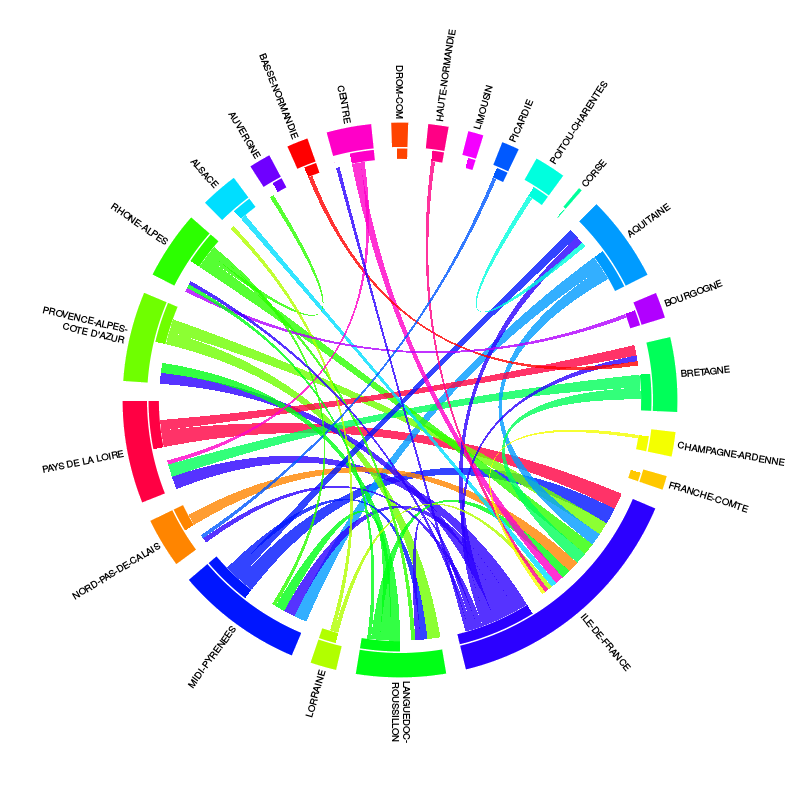 DROM-COM
HAUTE-NORMANDIE
LIMOUSIN
PICARDIE
POITOU-CHARENTES
CORSE
AQUITAINE
BOURGOGNE
BRETAGNE
CHAMPAGNE-ARDENNE
FRANCHE-COMTE
ILE-DE-FRANCE
LANGUEDOC-
ROUSSILLON
LORRAINE
MIDI-PYRENEES
NORD-PAS-DE-CALAIS
PAYS DE LA LOIRE
PROVENCE-ALPES-
COTE D'AZUR
RHONE-ALPES
ALSACE
AUVERGNE
BASSE-NORMANDIE
CENTRE